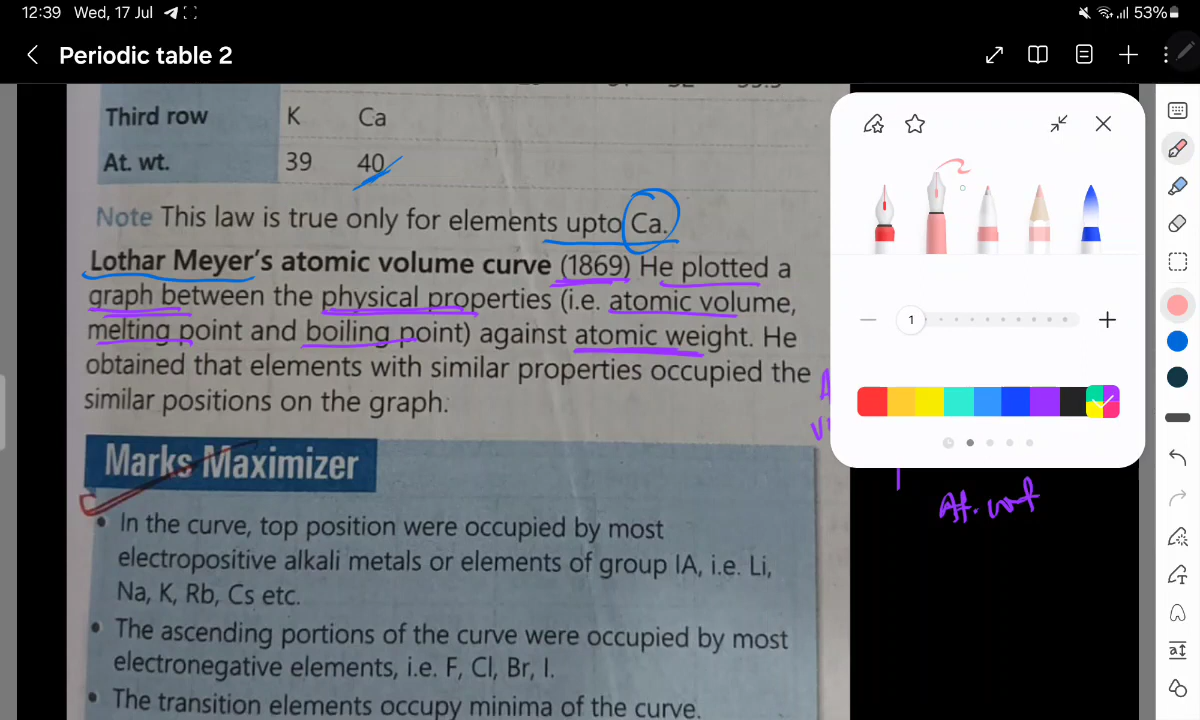 12:39 Wed, 17 Jul 53%
Periodic table 2
Third row K Ca
At. wt. 39 40
Note This law is true only for elements upto Ca.
Lothar Meyer's atomic volume curve (1869) He plotted a
graph between the physical properties (i.e. atomic volume,
melting point and boiling point) against atomic weight. He
obtained that elements with similar properties occupied the
similar positions on the graph.
Marks Maximizer
• In the curve, top position were occupied by most
electropositive alkali metals or elements of group IA, i.e. Li,
Na, K, Rb, Cs etc.
• The ascending portions of the curve were occupied by most
electronegative elements, i.e. F, Cl, Br, I.
• The transition elements occupy minima of the curve.
1
At. wt